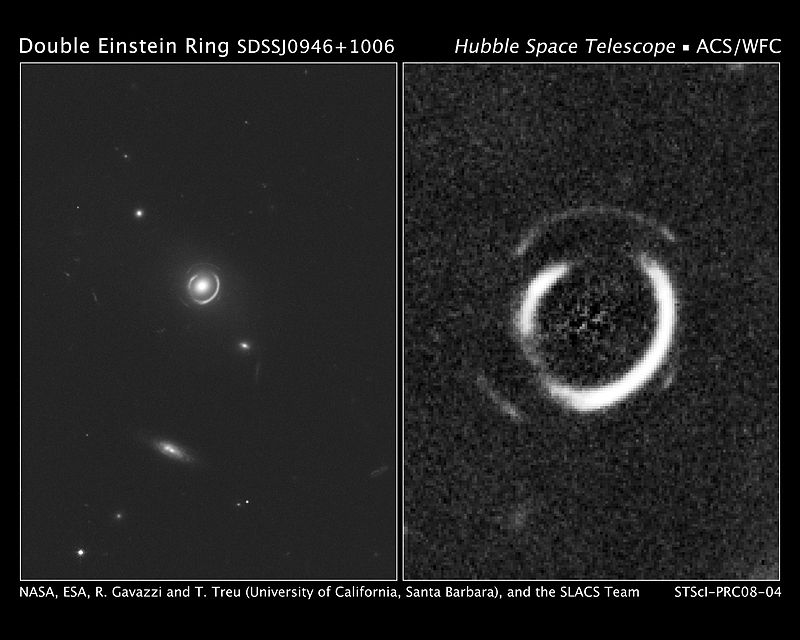 Double Einstein Ring SDSSJ0946+1006
Hubble Space Telescope ▪ ACS/WFC
NASA, ESA, R. Gavazzi and T. Treu (University of California, Santa Barbara), and the SLACS Team
STScI-PRC08-04